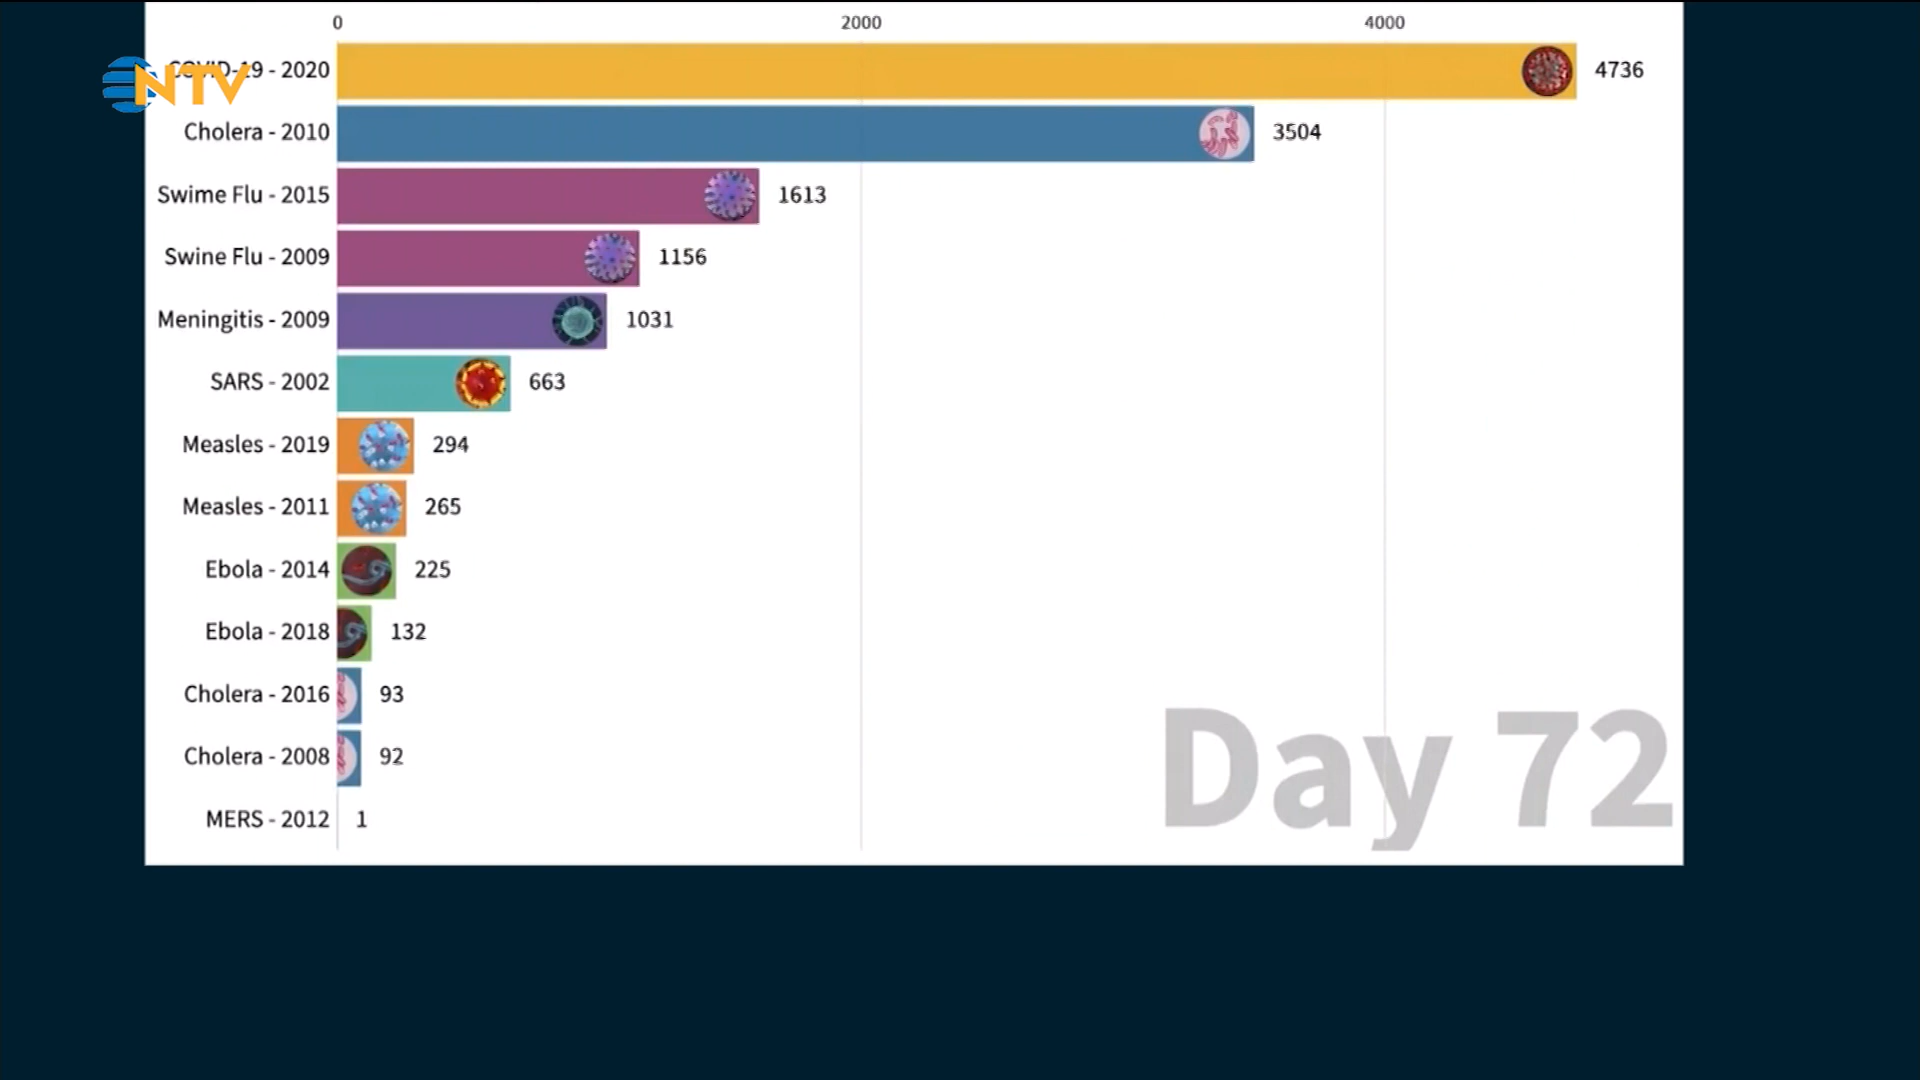 0 2000 4000
COVID-19 - 2020 4736
NTV
Cholera - 2010 3504
Swime Flu - 2015 1613
Swine Flu - 2009 1156
Meningitis - 2009 1031
SARS - 2002 663
Measles - 2019 294
Measles - 2011 265
Ebola - 2014 225
Ebola - 2018 132
Cholera - 2016 93
Cholera - 2008 92
MERS - 2012 1
Day 72